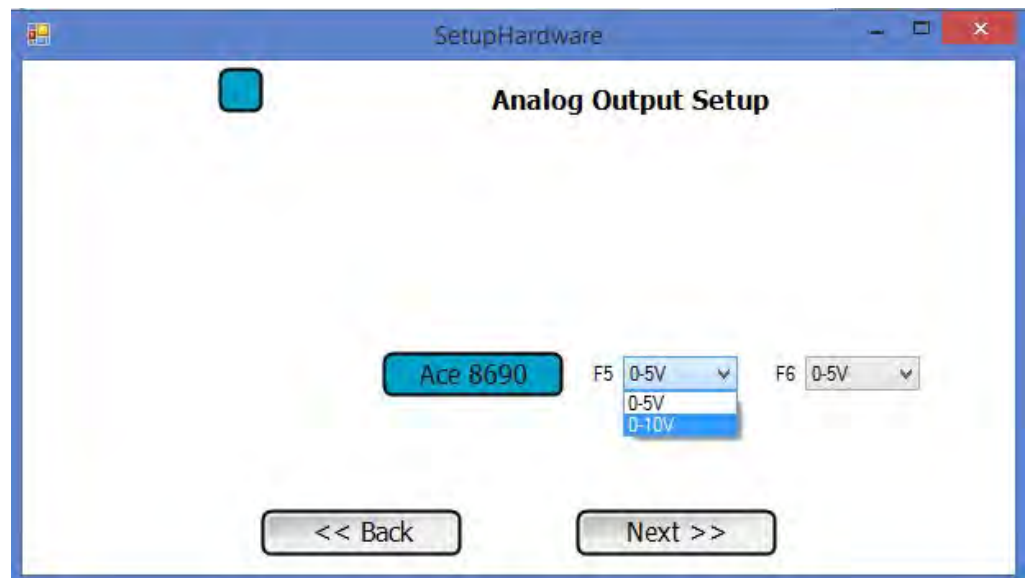 SetupHardware
Analog Output Setup
Ace 8690 F5 0-5V F6 0-5V
0-5V
0-10V
<< Back Next >>